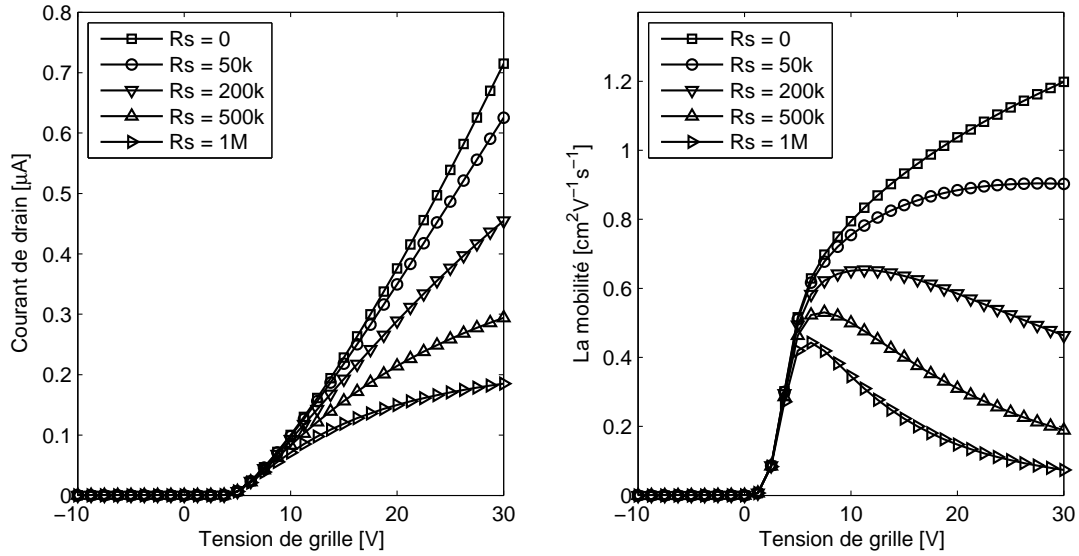 0.8
0.7
0.6
0.5
0.4
0.3
0.2
0.1
0
−10
0
10
20
30
Courant de drain [μA]
Tension de grille [V]
Rs = 0
Rs = 50k
Rs = 200k
Rs = 500k
Rs = 1M
1.2
1
0.8
0.6
0.4
0.2
0
−10
0
10
20
30
La mobilité [cm²V⁻¹s⁻¹]
Tension de grille [V]
Rs = 0
Rs = 50k
Rs = 200k
Rs = 500k
Rs = 1M